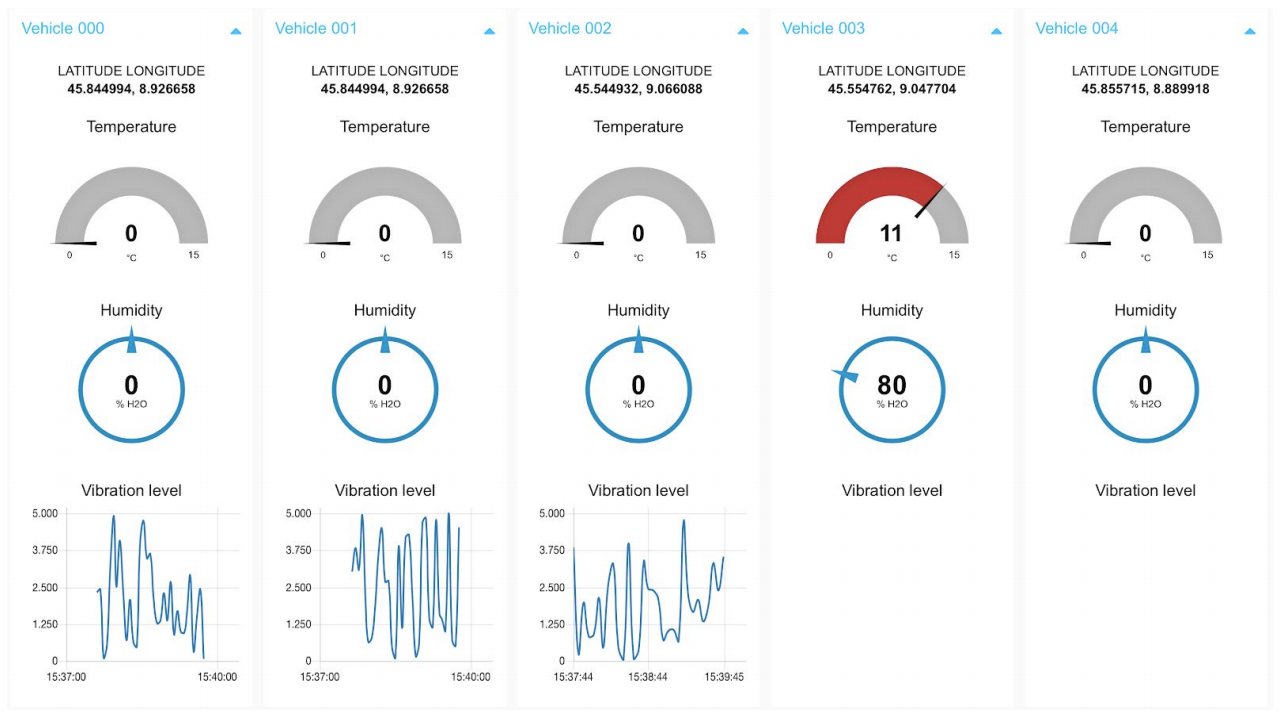 Vehicle 000
LATITUDE LONGITUDE
45.844994, 8.926658
Temperature
0
0
15
°C
Humidity
0
% H2O
Vibration level
5.000
3.750
2.500
1.250
0
15:37:00
15:40:00
Vehicle 001
LATITUDE LONGITUDE
45.844994, 8.926658
Temperature
0
0
15
°C
Humidity
0
% H2O
Vibration level
5.000
3.750
2.500
1.250
0
15:37:00
15:40:00
Vehicle 002
LATITUDE LONGITUDE
45.544932, 9.066088
Temperature
0
0
15
°C
Humidity
0
% H2O
Vibration level
5.000
3.750
2.500
1.250
0
15:37:44
15:38:44
15:39:45
Vehicle 003
LATITUDE LONGITUDE
45.554762, 9.047704
Temperature
11
0
15
°C
Humidity
80
% H2O
Vibration level
Vehicle 004
LATITUDE LONGITUDE
45.855715, 8.889918
Temperature
0
0
15
°C
Humidity
0
% H2O
Vibration level